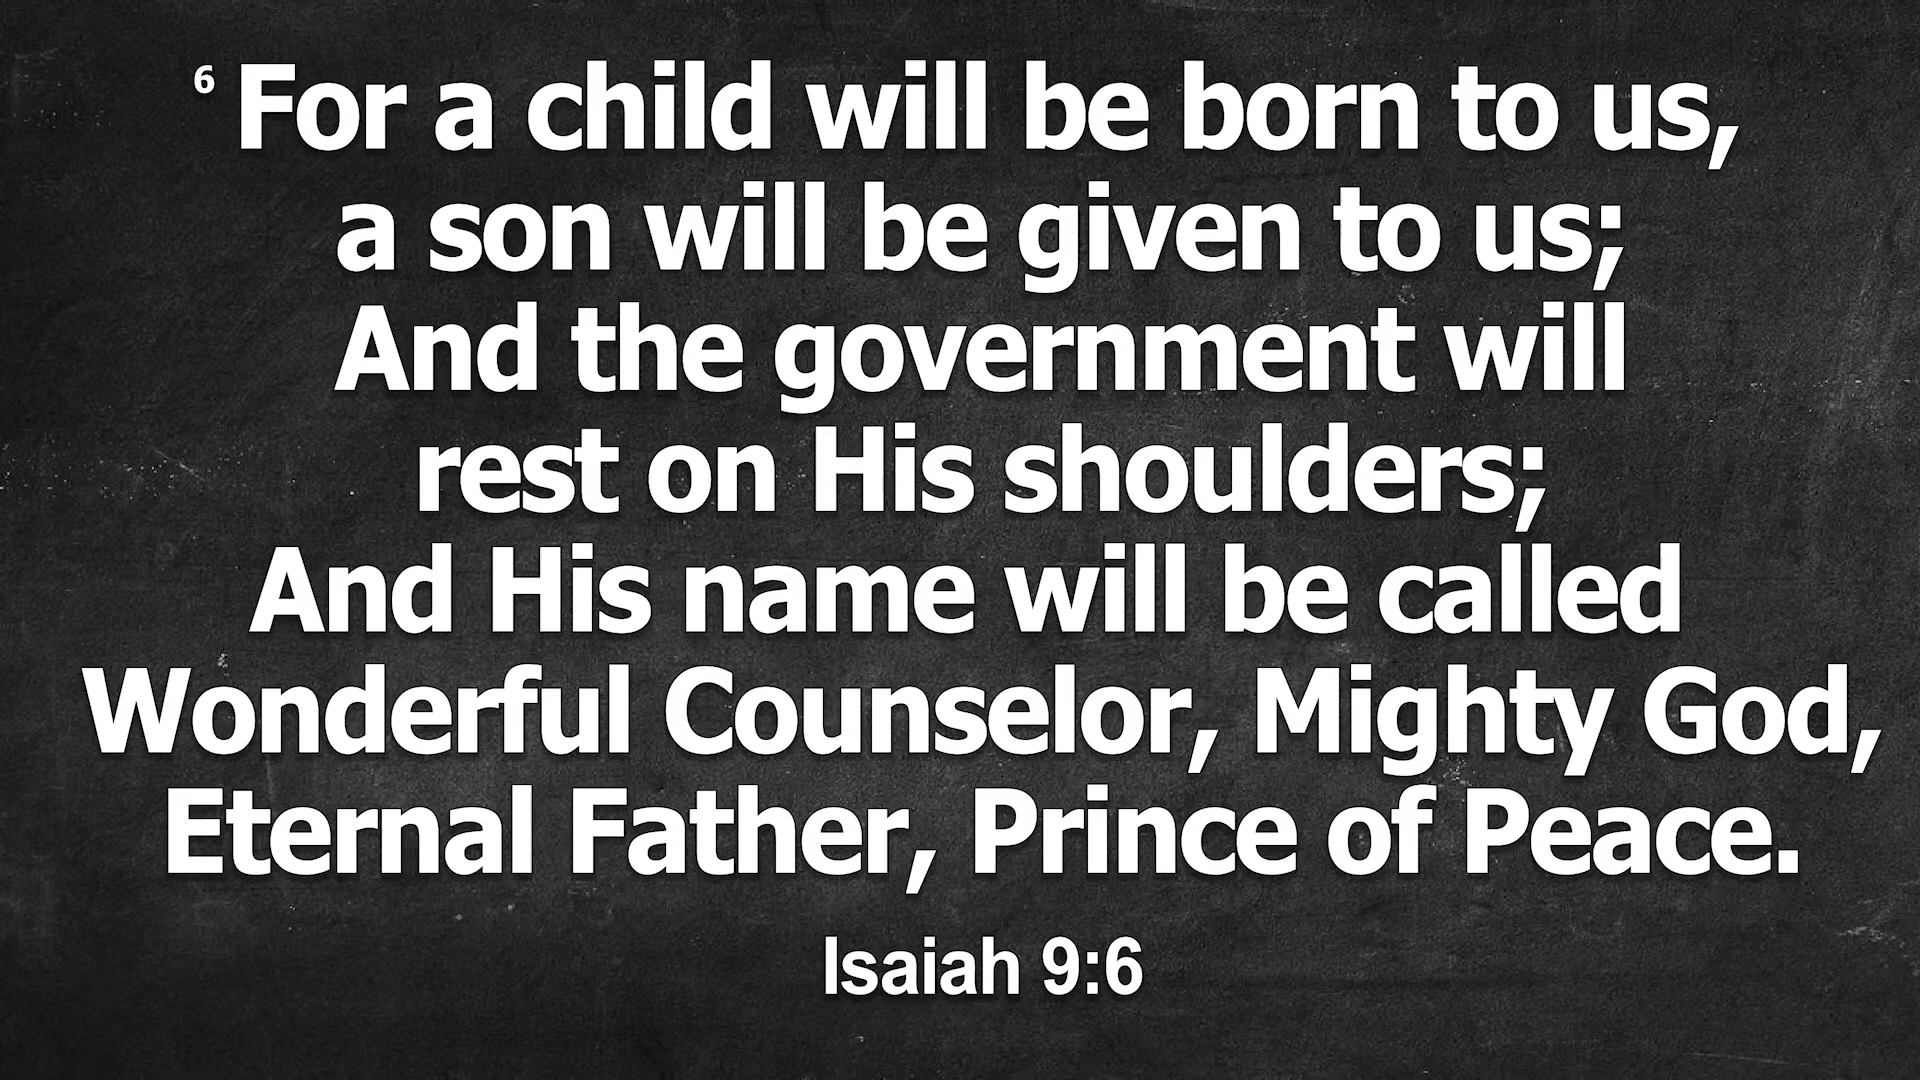 6 For a child will be born to us,
a son will be given to us;
And the government will
rest on His shoulders;
And His name will be called
Wonderful Counselor, Mighty God,
Eternal Father, Prince of Peace.
Isaiah 9:6